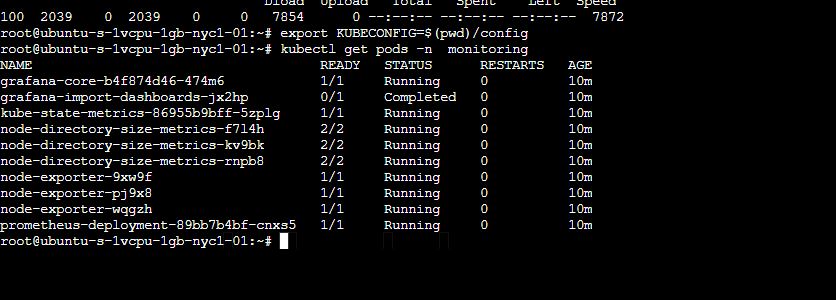 Dload Upload Total Spent Left Speed
100 2039 0 2039 0 0 7854 0 --:--:-- --:--:-- --:--:-- 7872
root@ubuntu-s-1vcpu-1gb-nyc1-01:~# export KUBECONFIG=$(pwd)/config
root@ubuntu-s-1vcpu-1gb-nyc1-01:~# kubectl get pods -n  monitoring
NAME READY STATUS RESTARTS AGE
grafana-core-b4f874d46-474m6 1/1 Running 0 10m
grafana-import-dashboards-jx2hp 0/1 Completed 0 10m
kube-state-metrics-86955b9bff-5zplg 1/1 Running 0 10m
node-directory-size-metrics-f7l4h 2/2 Running 0 10m
node-directory-size-metrics-kv9bk 2/2 Running 0 10m
node-directory-size-metrics-rnpb8 2/2 Running 0 10m
node-exporter-9xw9f 1/1 Running 0 10m
node-exporter-pj9x8 1/1 Running 0 10m
node-exporter-wqgzh 1/1 Running 0 10m
prometheus-deployment-89bb7b4bf-cnxs5 1/1 Running 0 10m
root@ubuntu-s-1vcpu-1gb-nyc1-01:~#